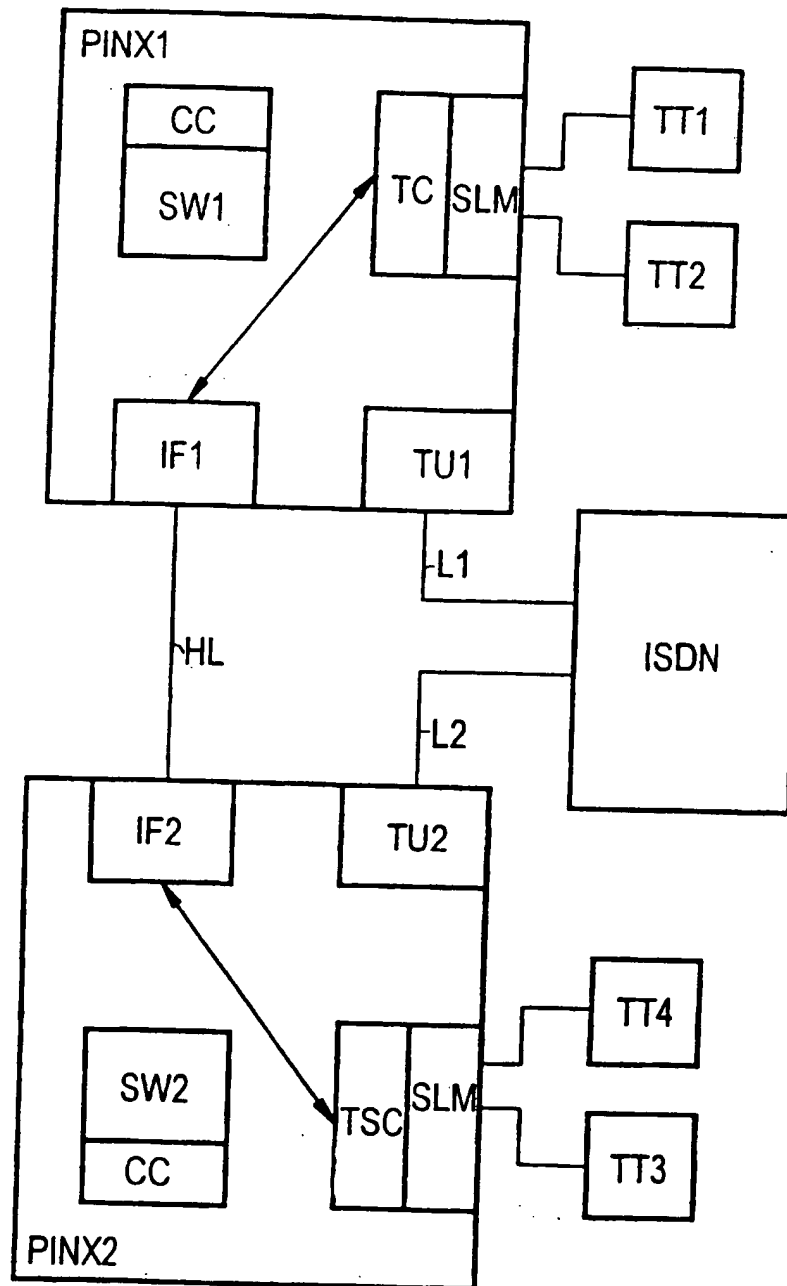 PINX1
CC
SW1
TC
SLM
TT1
TT2
IF1
TU1
L1
HL
ISDN
L2
IF2
TU2
SW2
CC
TSC
SLM
TT4
TT3
PINX2